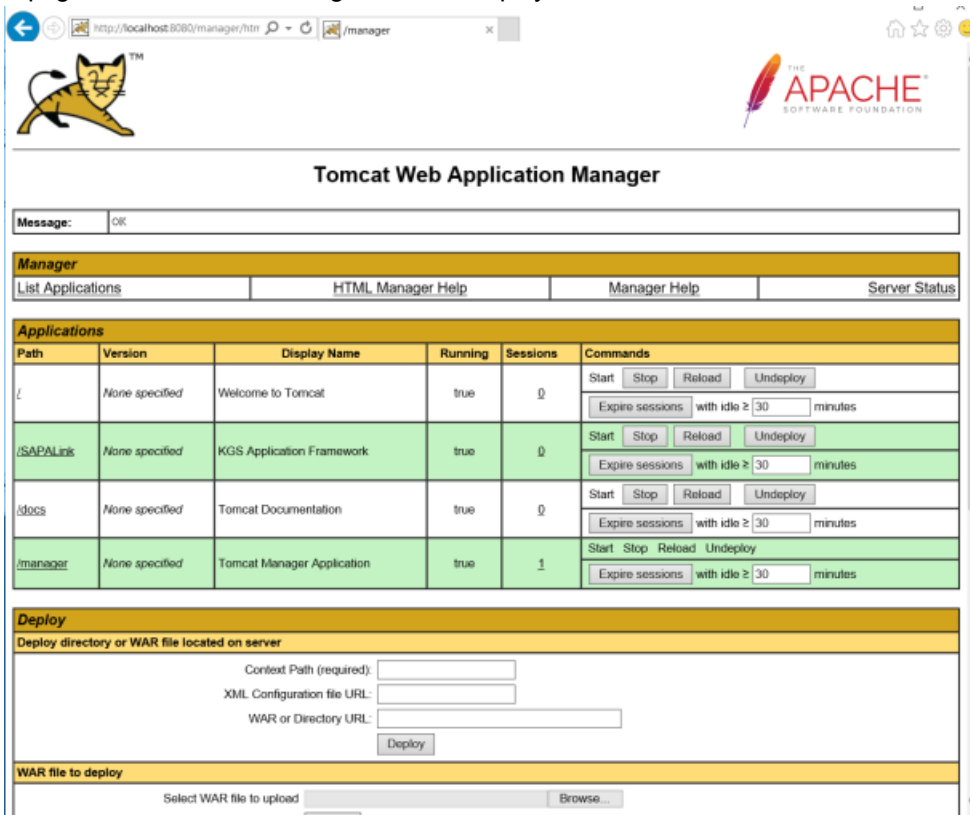 http://localhost:8080/manager/htm
/manager
TM
THE
APACHE
SOFTWARE FOUNDATION
Tomcat Web Application Manager
Message: OK
Manager
List Applications HTML Manager Help Manager Help Server Status
Applications
Path Version Display Name Running Sessions Commands
/ None specified Welcome to Tomcat true 0 Start Stop Reload Undeploy
Expire sessions with idle ≥ 30 minutes
/SAPALink None specified KGS Application Framework true 0 Start Stop Reload Undeploy
Expire sessions with idle ≥ 30 minutes
/docs None specified Tomcat Documentation true 0 Start Stop Reload Undeploy
Expire sessions with idle ≥ 30 minutes
/manager None specified Tomcat Manager Application true 1 Start Stop Reload Undeploy
Expire sessions with idle ≥ 30 minutes
Deploy
Deploy directory or WAR file located on server
Context Path (required):
XML Configuration file URL:
WAR or Directory URL:
Deploy
WAR file to deploy
Select WAR file to upload Browse...